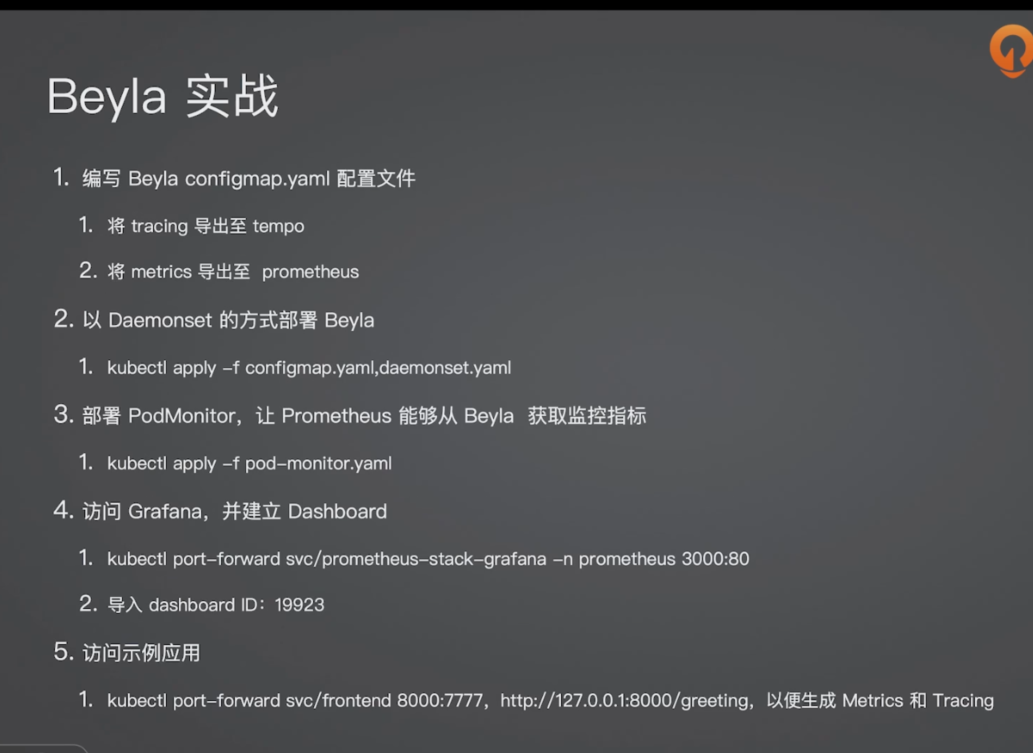 Beyla 实战
1. 编写 Beyla configmap.yaml 配置文件
1. 将 tracing 导出至 tempo
2. 将 metrics 导出至 prometheus
2. 以 Daemonset 的方式部署 Beyla
1. kubectl apply –f configmap.yaml,daemonset.yaml
3. 部署 PodMonitor，让 Prometheus 能够从 Beyla 获取监控指标
1. kubectl apply –f pod–monitor.yaml
4. 访问 Grafana，并建立 Dashboard
1. kubectl port–forward svc/prometheus–stack–grafana –n prometheus 3000:80
2. 导入 dashboard ID：19923
5. 访问示例应用
1. kubectl port–forward svc/frontend 8000:7777，http://127.0.0.1:8000/greeting，以便生成 Metrics 和 Tracing